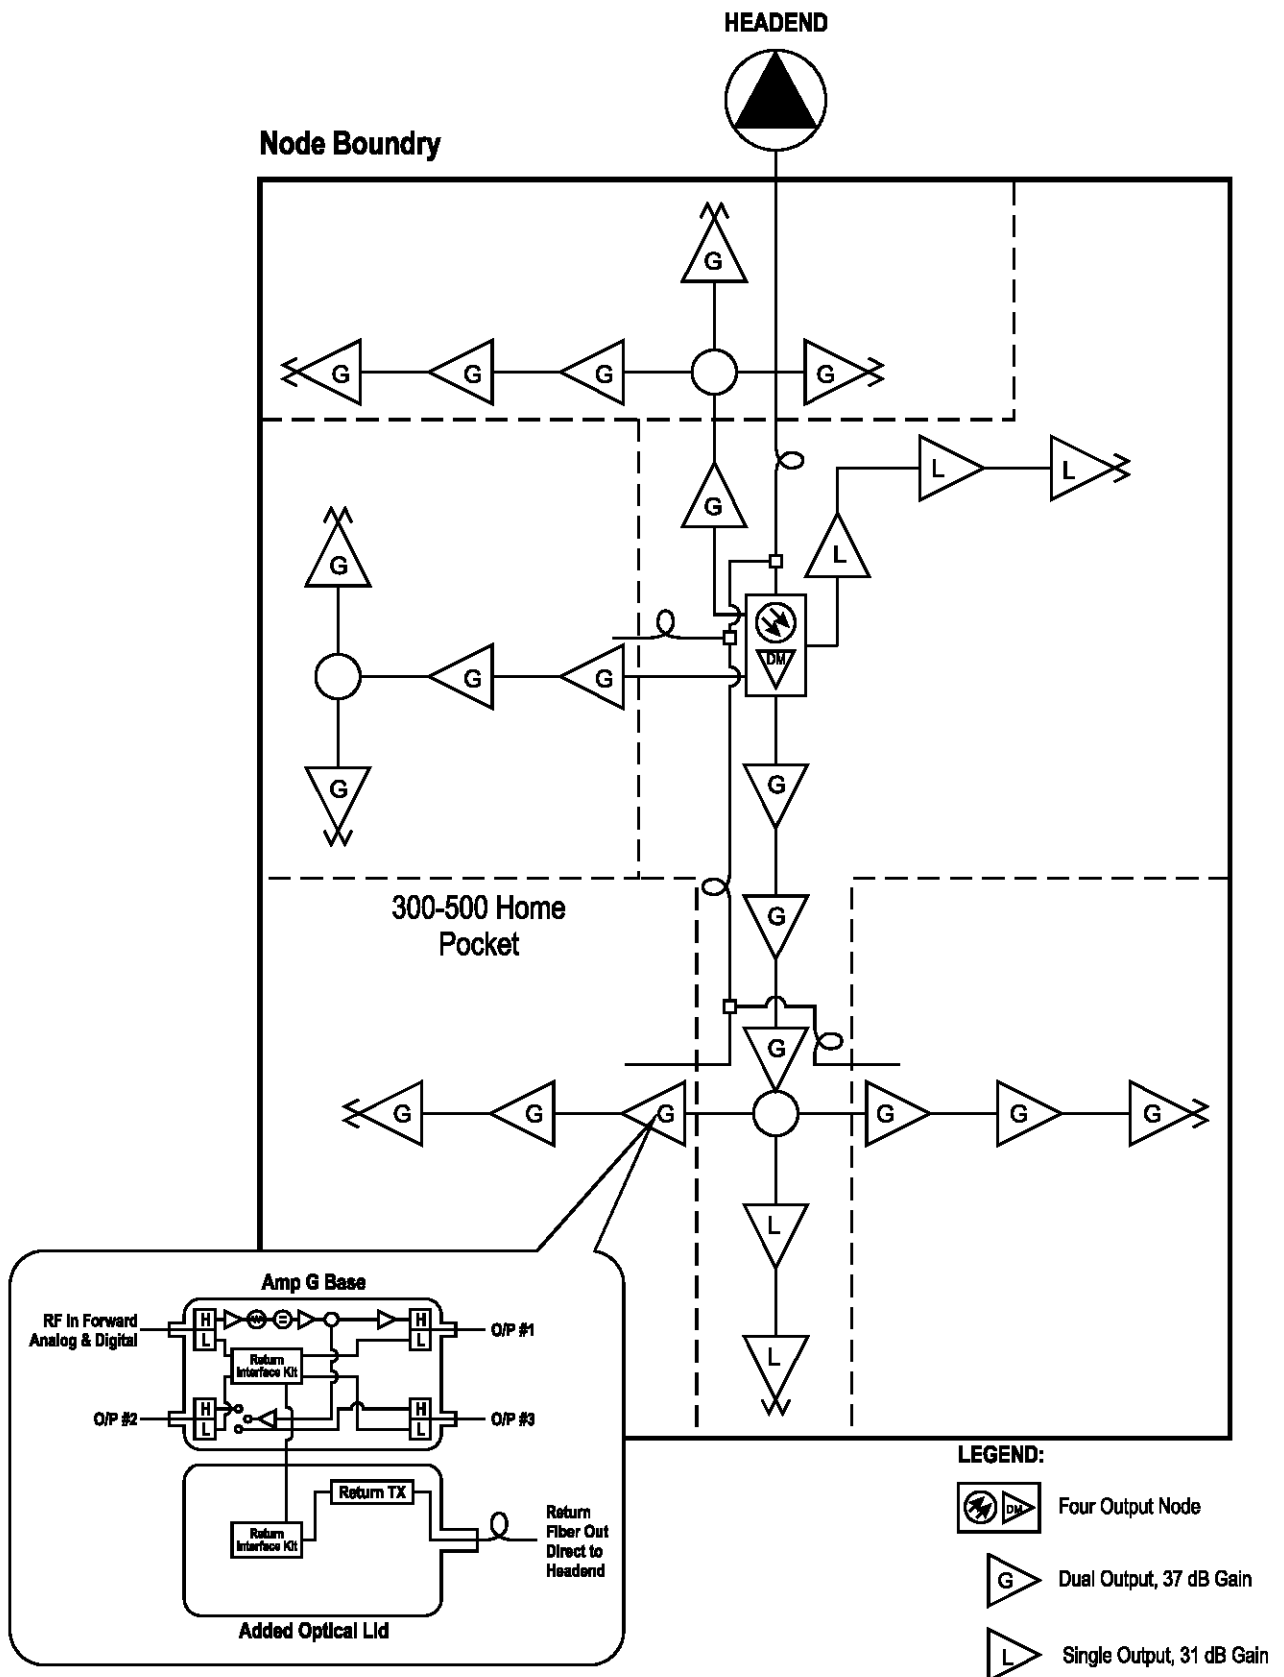 HEADEND
Node Boundry
G
G
G
G
G
G
L
L
L
G
DM
G
G
G
G
G
300-500 Home
Pocket
G
G
G
G
G
G
G
G
L
L
Amp G Base
RF In Forward
Analog & Digital
H
L
H
L
O/P #1
Return
Interface Kit
O/P #2
H
L
H
L
O/P #3
Return TX
Return
Interface Kit
Return
Fiber Out
Direct to
Headend
Added Optical Lid
LEGEND:
DM
Four Output Node
G
Dual Output, 37 dB Gain
L
Single Output, 31 dB Gain